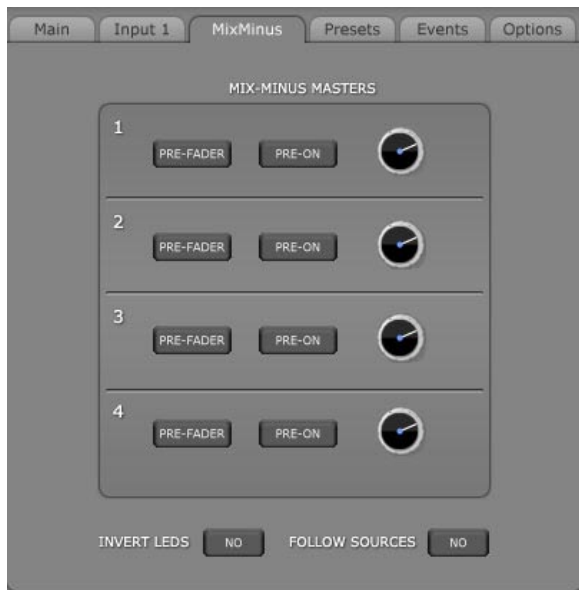 Main Input 1 MixMinus Presets Events Options
MIX-MINUS MASTERS
1
PRE-FADER PRE-ON
2
PRE-FADER PRE-ON
3
PRE-FADER PRE-ON
4
PRE-FADER PRE-ON
INVERT LEDS NO FOLLOW SOURCES NO